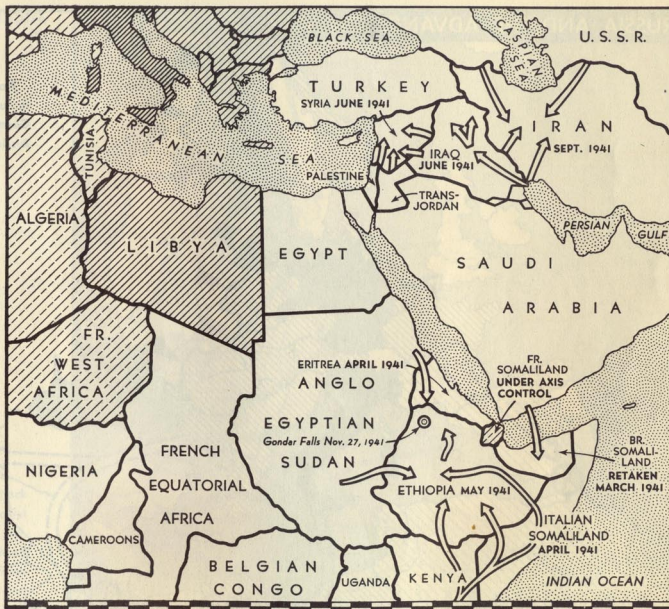 BLACK SEA
CASPIAN
SEA
U. S. S. R.
TURKEY
SYRIA JUNE 1941
MEDITERRANEAN
SEA
IRAN
SEPT. 1941
IRAQ
JUNE 1941
PALESTINE
TRANS-
JORDAN
TUNISIA
ALGERIA
LIBYA
EGYPT
PERSIAN
GULF
SAUDI
ARABIA
FR.
WEST
AFRICA
ERITREA APRIL 1941
ANGLO
EGYPTIAN
Gondar Falls Nov. 27, 1941
SUDAN
FR.
SOMALILAND
UNDER AXIS
CONTROL
BR.
SOMALI-
LAND
RETAKEN
MARCH 1941
NIGERIA
FRENCH
EQUATORIAL
AFRICA
ETHIOPIA MAY 1941
ITALIAN
SOMALILAND
APRIL 1941
CAMEROONS
BELGIAN
CONGO
UGANDA
KENYA
INDIAN OCEAN